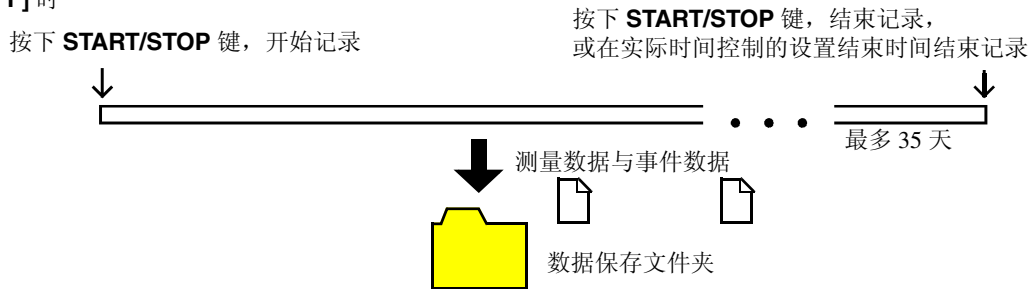 ] 时
按下 START/STOP 键，开始记录
按下 START/STOP 键，结束记录，
或在实际时间控制的设置结束时间结束记录
最多 35 天
测量数据与事件数据
数据保存文件夹